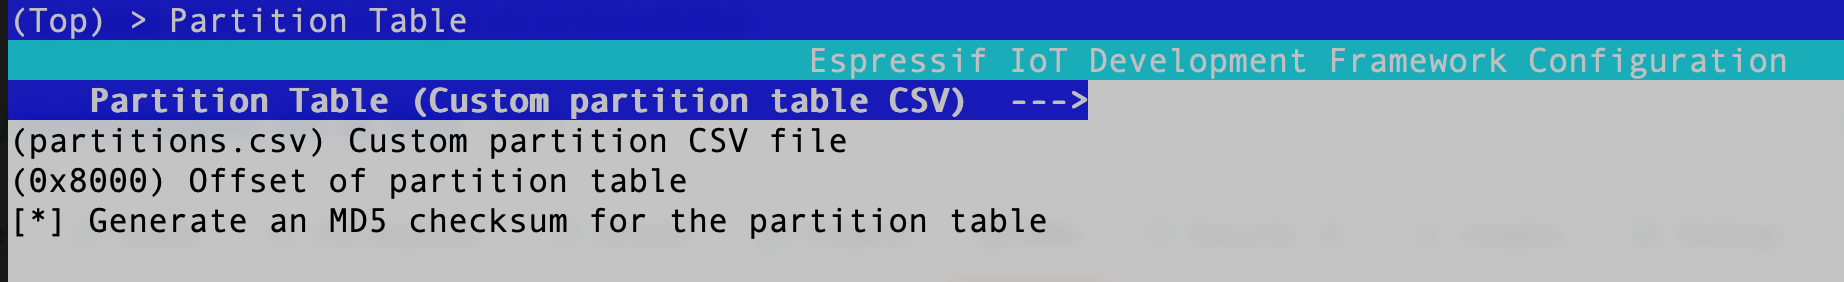 (Top) > Partition Table
Espressif IoT Development Framework Configuration
Partition Table (Custom partition table CSV)  --->
(partitions.csv) Custom partition CSV file
(0x8000) Offset of partition table
[*] Generate an MD5 checksum for the partition table